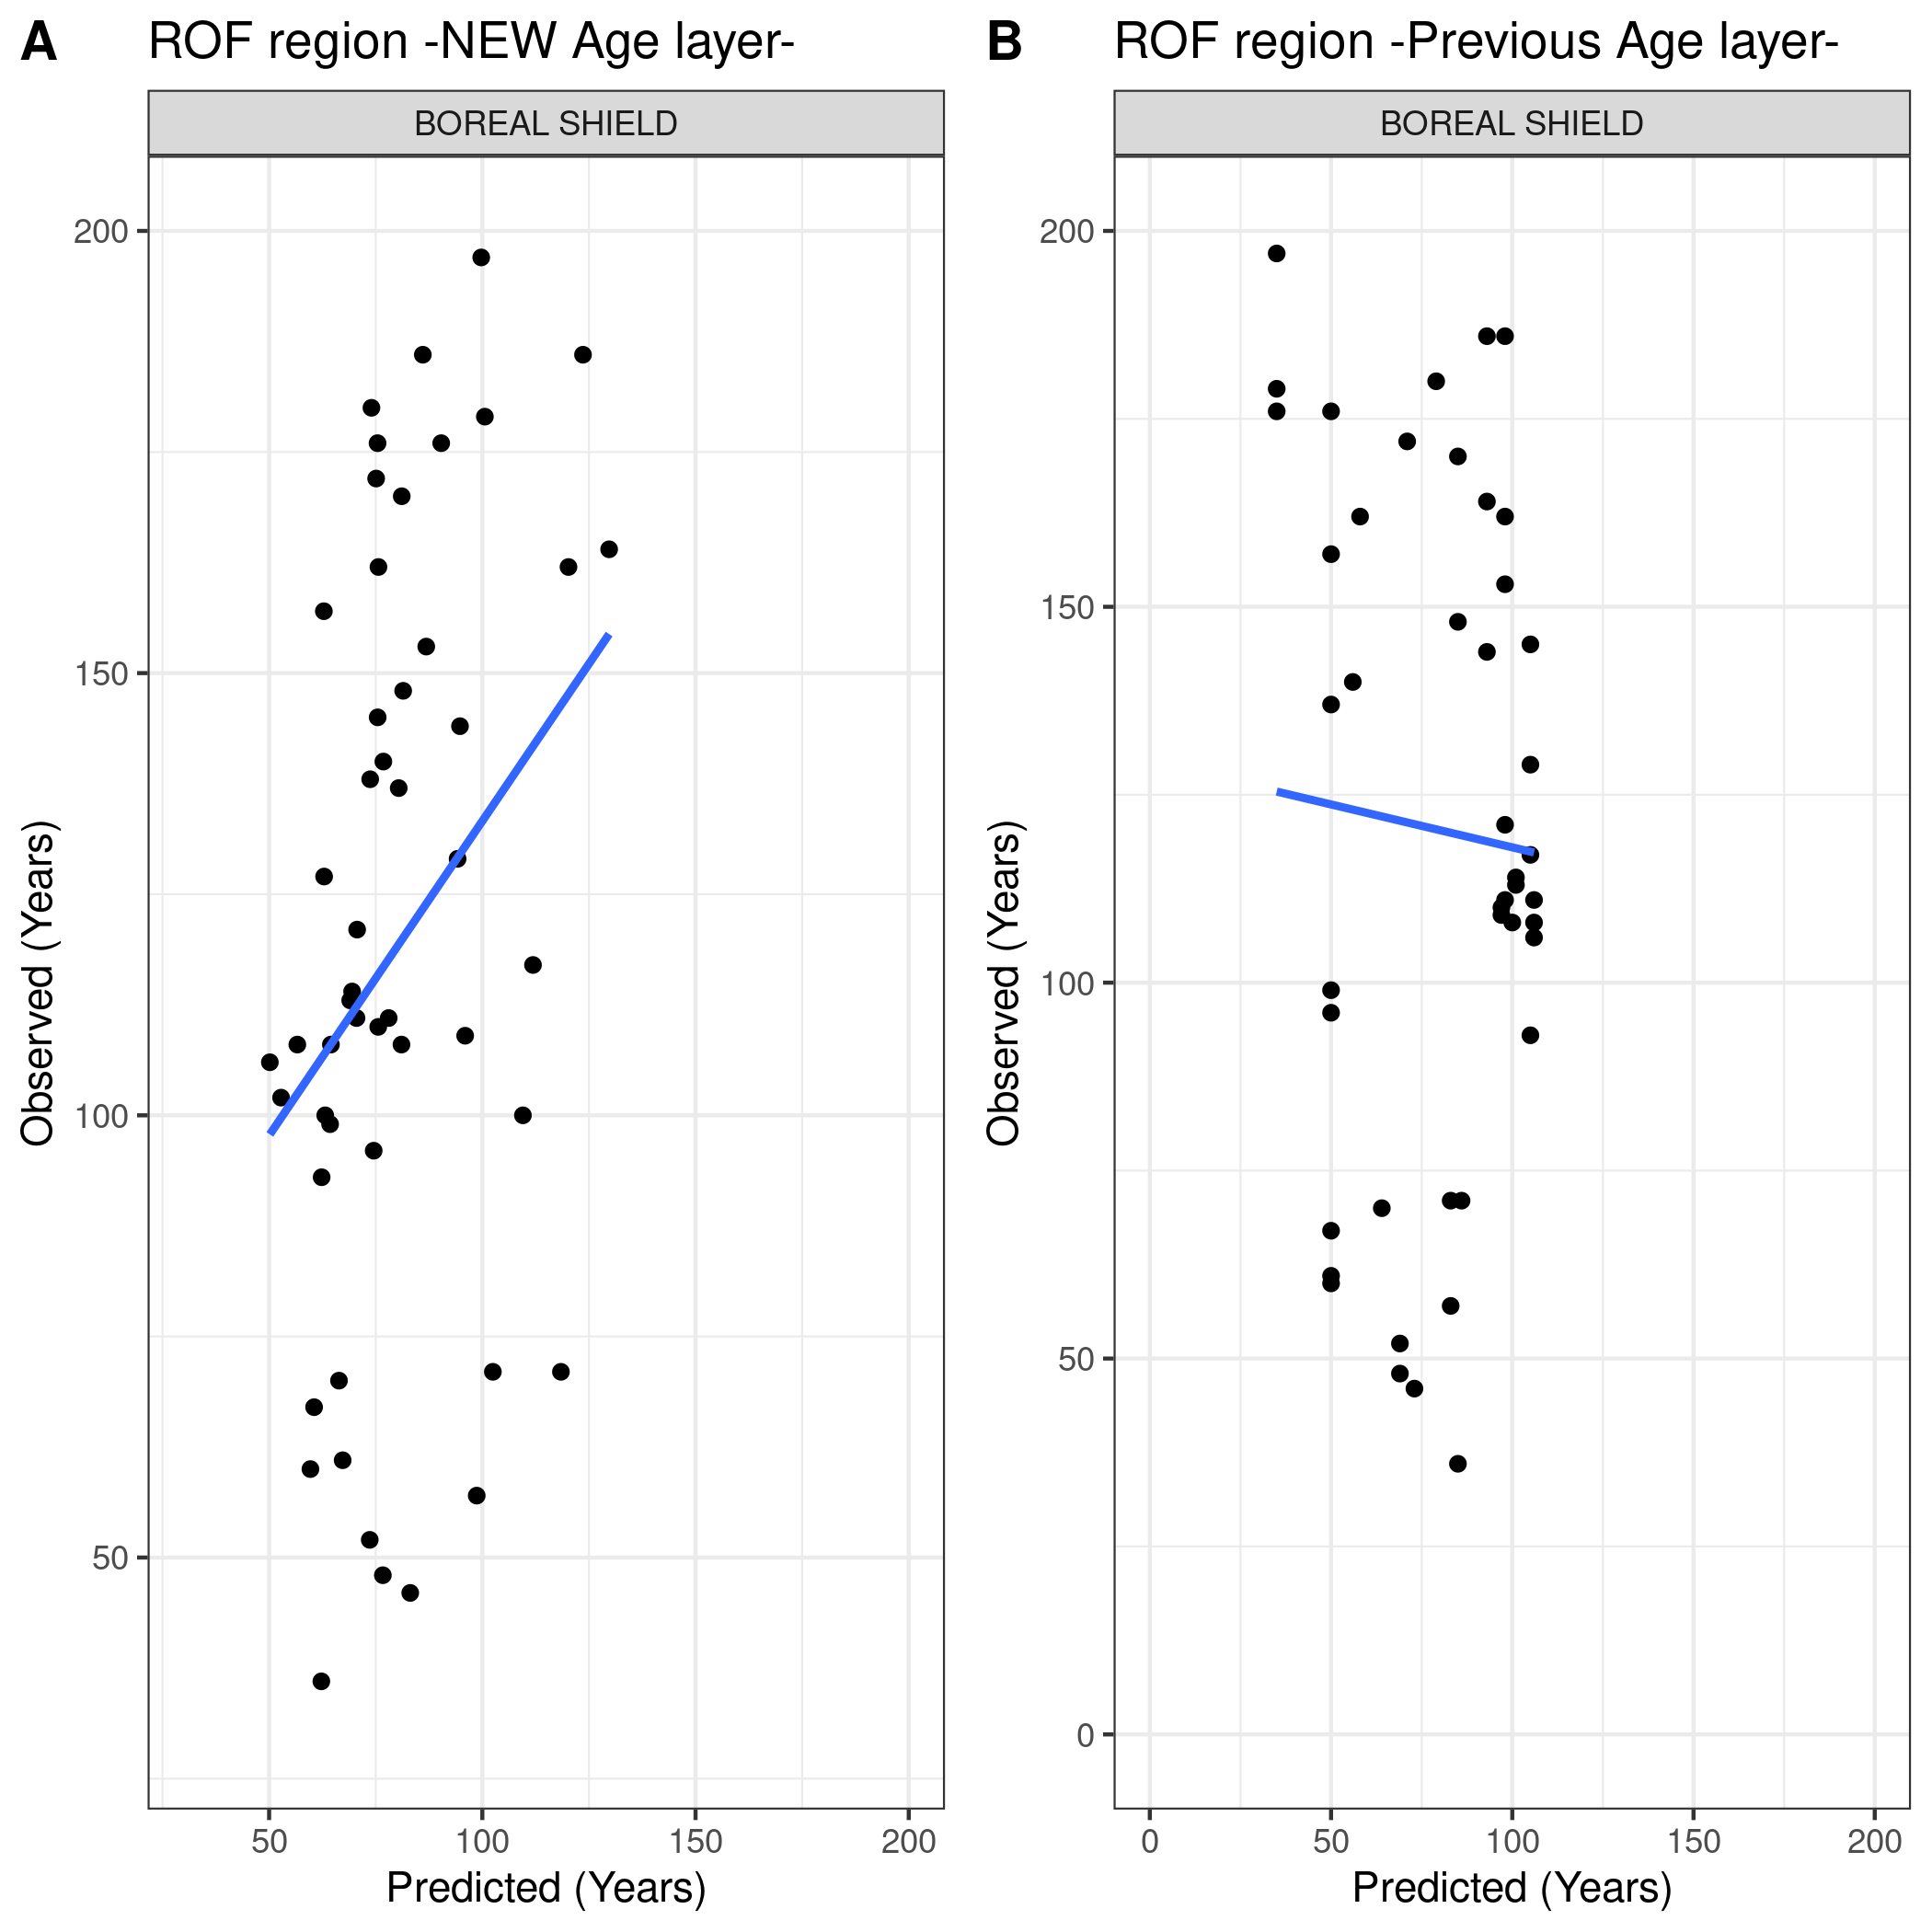 A ROF region -NEW Age layer-
BOREAL SHIELD
200
150
100
50
Observed (Years)
50 100 150 200
Predicted (Years)
B ROF region -Previous Age layer-
BOREAL SHIELD
200
150
100
50
0
Observed (Years)
0 50 100 150 200
Predicted (Years)